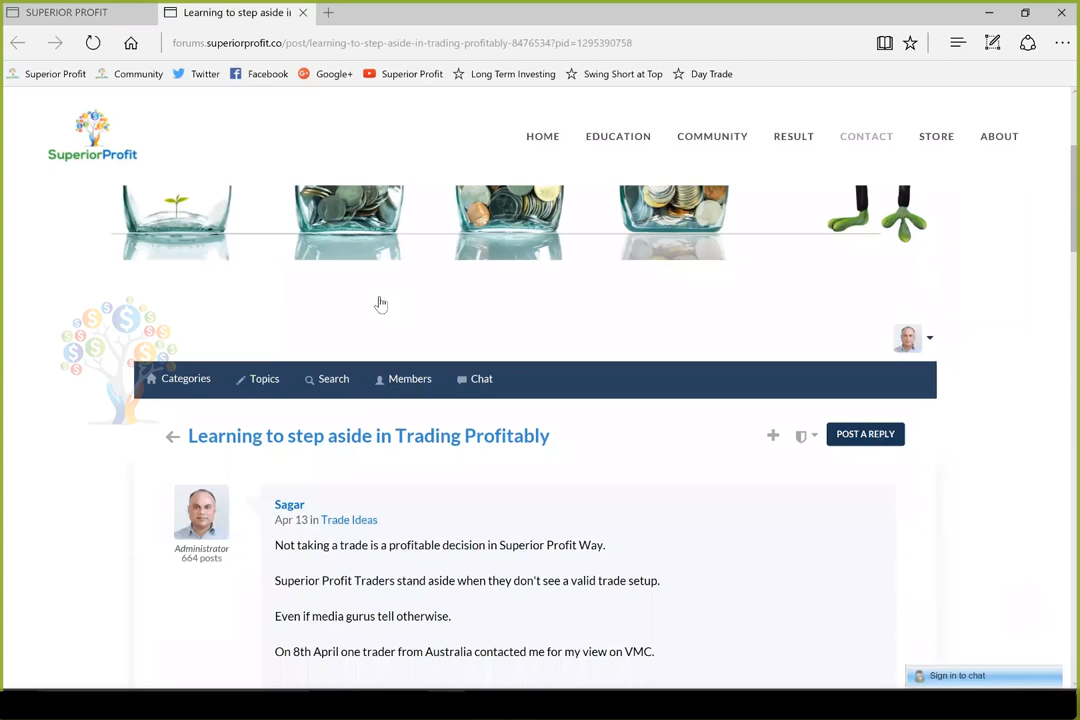 SUPERIOR PROFIT
Learning to step aside in
forums.superiorprofit.co/post/learning-to-step-aside-in-trading-profitably-8476534?pid=1295390758
Superior Profit Community Twitter Facebook Google+ Superior Profit Long Term Investing Swing Short at Top Day Trade
SuperiorProfit
HOME EDUCATION COMMUNITY RESULT CONTACT STORE ABOUT
Categories Topics Search Members Chat
Learning to step aside in Trading Profitably
POST A REPLY
Sagar
Apr 13 in Trade Ideas
Administrator
664 posts
Not taking a trade is a profitable decision in Superior Profit Way.
Superior Profit Traders stand aside when they don't see a valid trade setup.
Even if media gurus tell otherwise.
On 8th April one trader from Australia contacted me for my view on VMC.
Sign in to chat